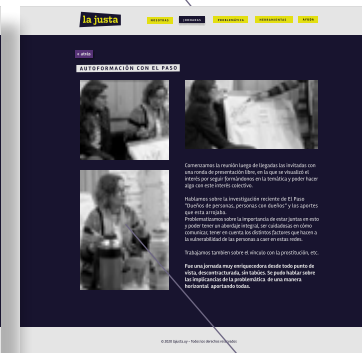 la justa
NOSOTRAS
JORNADAS
PROBLEMÁTICA
HERRAMIENTAS
AYUDA
< atrás
AUTOFORMACIÓN CON EL PASO
Comenzamos la reunión luego de llegadas las invitadas con
una ronda de presentación libre, en la que se visualizó el
interés por seguir formándonos en la temática y poder hacer
algo con este interés colectivo.
Hablamos sobre la investigación reciente de El Paso
"Dueños de personas, personas con dueños" y los aportes
que esta arrojaba.
Problematizamos sobre la importancia de estar juntas en esto
y poder tener un abordaje integral, ser cuidadosas en cómo
comunicar, tener en cuenta los distintos factores que hacen a
la vulnerabilidad de las personas a caer en estas redes.
Trabajamos también sobre el vínculo con la prostitución, etc.
Fue una jornada muy enriquecedora desde todo punto de
vista, descontracturada, sin tabúes. Se pudo hablar sobre
las implicancias de la problemática de una manera
horizontal aportando todas.
© 2020 lajusta.uy - Todos los derechos reservados